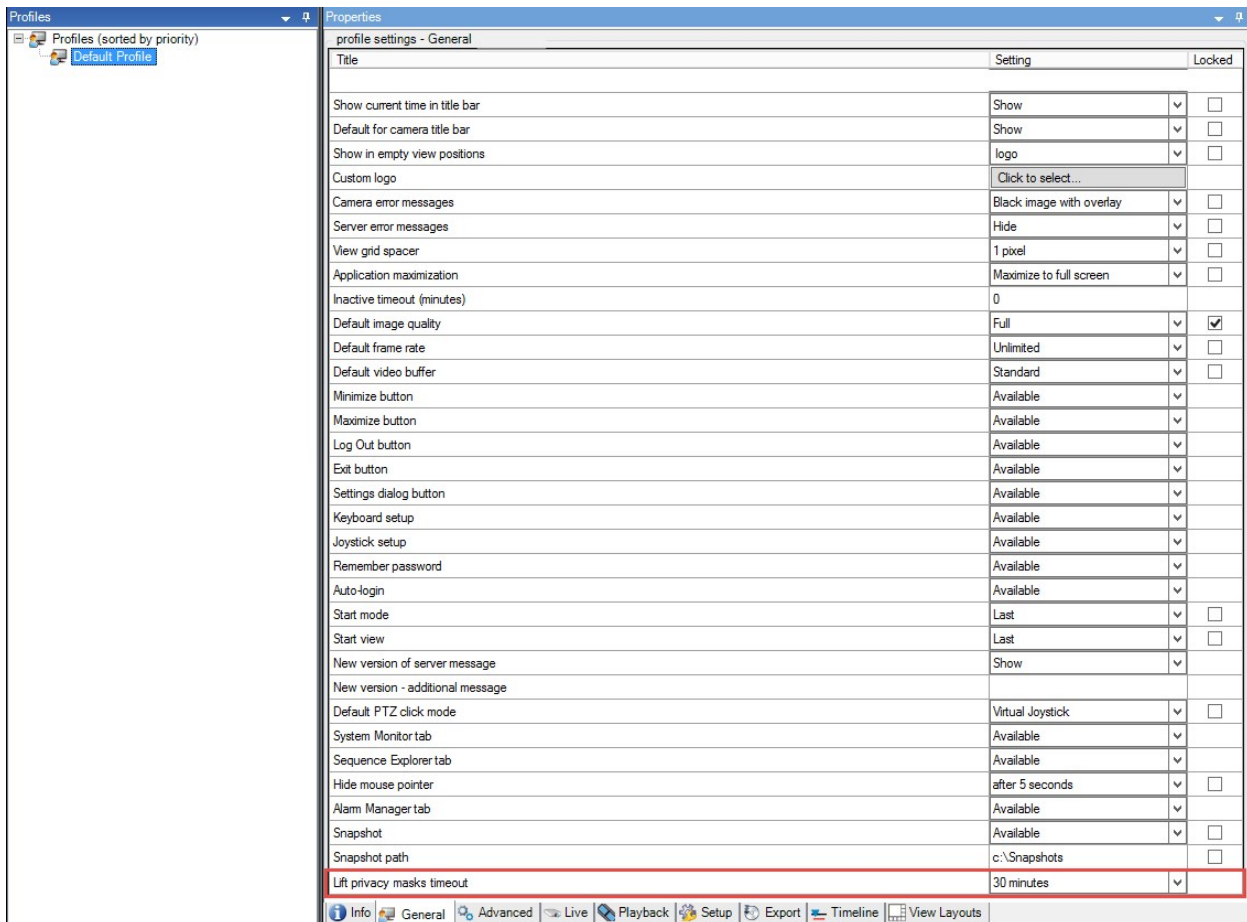 Profiles
Properties
Profiles (sorted by priority)
Default Profile
profile settings - General
Title Setting Locked
Show current time in title bar Show
Default for camera title bar Show
Show in empty view positions logo
Custom logo Click to select...
Camera error messages Black image with overlay
Server error messages Hide
View grid spacer 1 pixel
Application maximization Maximize to full screen
Inactive timeout (minutes) 0
Default image quality Full
Default frame rate Unlimited
Default video buffer Standard
Minimize button Available
Maximize button Available
Log Out button Available
Exit button Available
Settings dialog button Available
Keyboard setup Available
Joystick setup Available
Remember password Available
Auto-login Available
Start mode Last
Start view Last
New version of server message Show
New version - additional message
Default PTZ click mode Virtual Joystick
System Monitor tab Available
Sequence Explorer tab Available
Hide mouse pointer after 5 seconds
Alarm Manager tab Available
Snapshot Available
Snapshot path c:\Snapshots
Lift privacy masks timeout 30 minutes
Info General Advanced Live Playback Setup Export Timeline View Layouts